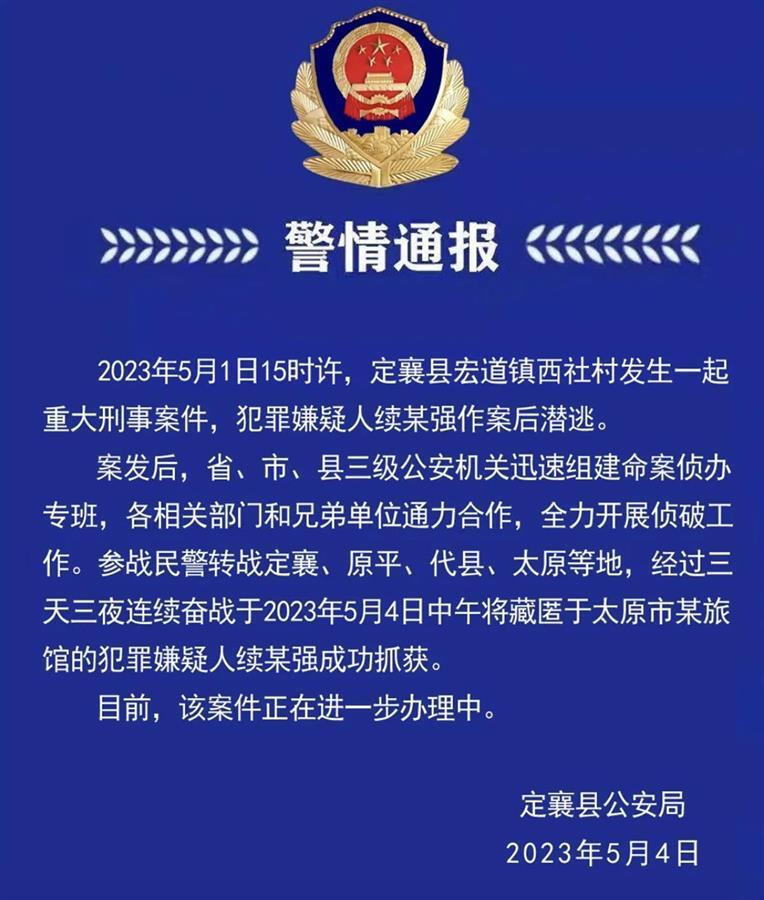 警情通报
2023年5月1日15时许，定襄县宏道镇西社村发生一起
重大刑事案件，犯罪嫌疑人续某强作案后潜逃。
案发后，省、市、县三级公安机关迅速组建命案侦办
专班，各相关部门和兄弟单位通力合作，全力开展侦破工
作。参战民警转战定襄、原平、代县、太原等地，经过三
天三夜连续奋战于2023年5月4日中午将藏匿于太原市某旅
馆的犯罪嫌疑人续某强成功抓获。
目前，该案件正在进一步办理中。
定襄县公安局
2023年5月4日